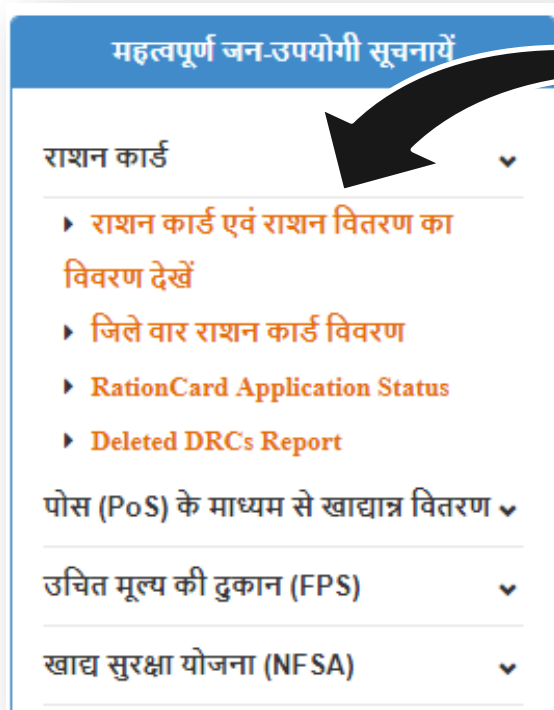 महत्वपूर्ण जन-उपयोगी सूचनायें
राशन कार्ड
राशन कार्ड एवं राशन वितरण का
विवरण देखें
जिले वार राशन कार्ड विवरण
RationCard Application Status
Deleted DRCs Report
पोस (PoS) के माध्यम से खाद्यान्न वितरण
उचित मूल्य की दुकान (FPS)
खाद्य सुरक्षा योजना (NFSA)